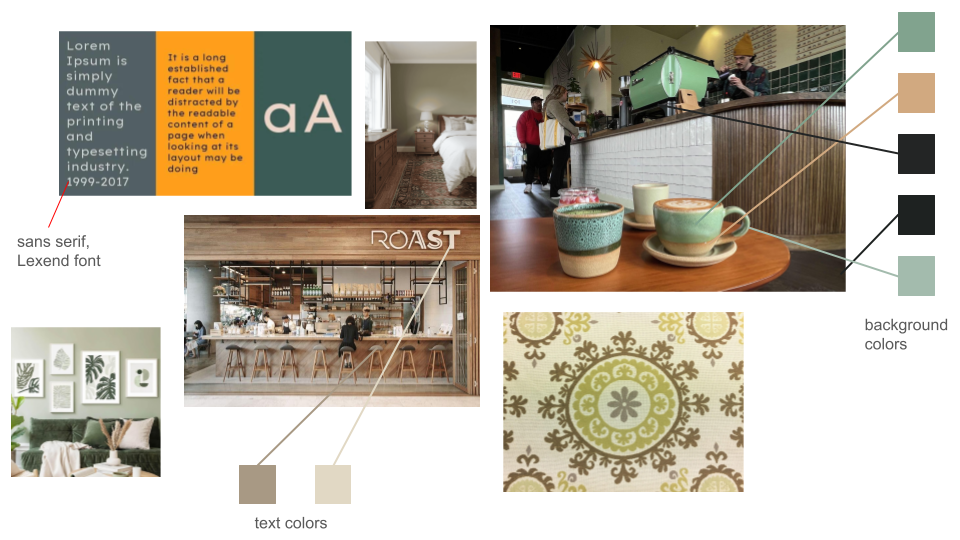 Lorem
Ipsum is
simply
dummy
text of the
printing
and
typesetting
industry.
1999-2017
It is a long
established
fact that a
reader will be
distracted by
the readable
content of a
page when
looking at its
layout may be
doing
aA
sans serif,
Lexend font
ROAST
background
colors
text colors